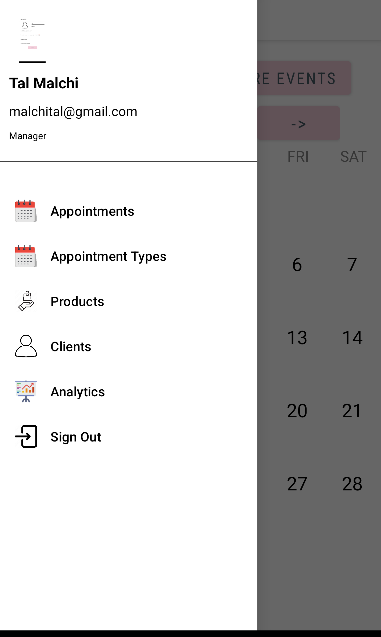 Tal Malchi
malchital@gmail.com
Manager
Appointments
Appointment Types
Products
Clients
Analytics
Sign Out
RE EVENTS
->
FRI SAT
6 7
13 14
20 21
27 28